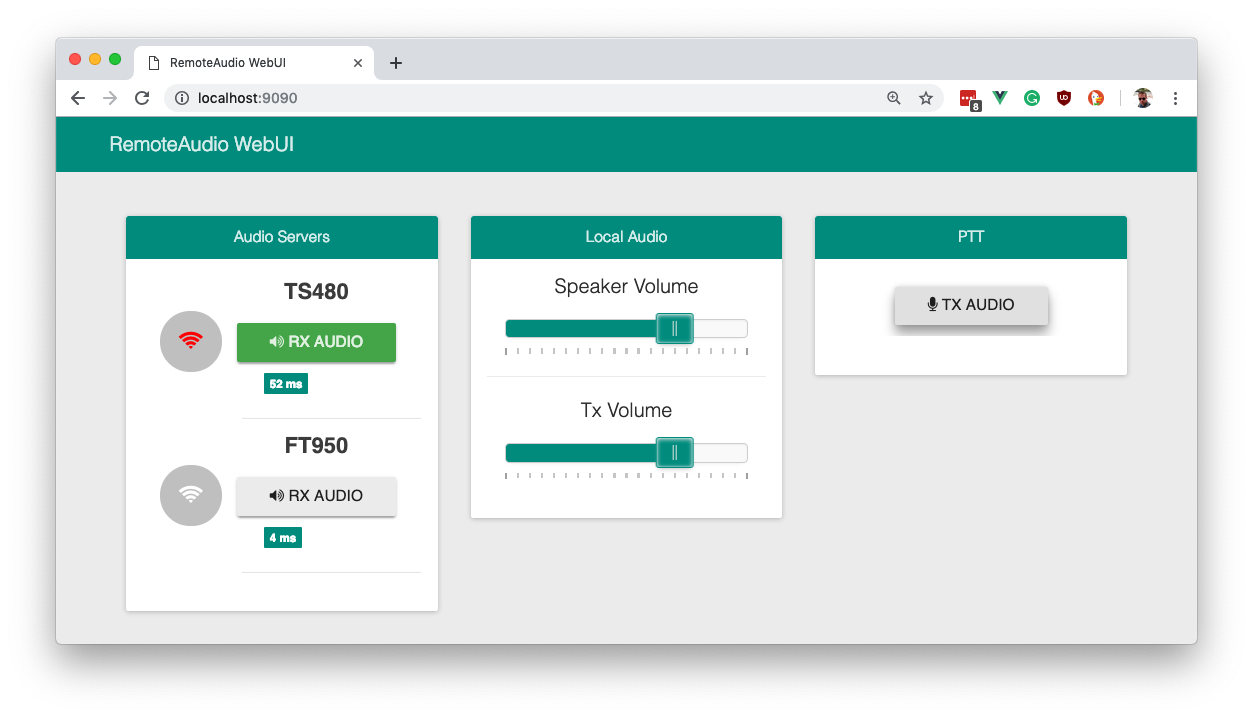 RemoteAudio WebUI
localhost:9090
8
RemoteAudio WebUI
Audio Servers
TS480
RX AUDIO
52 ms
FT950
RX AUDIO
4 ms
Local Audio
Speaker Volume
Tx Volume
PTT
TX AUDIO